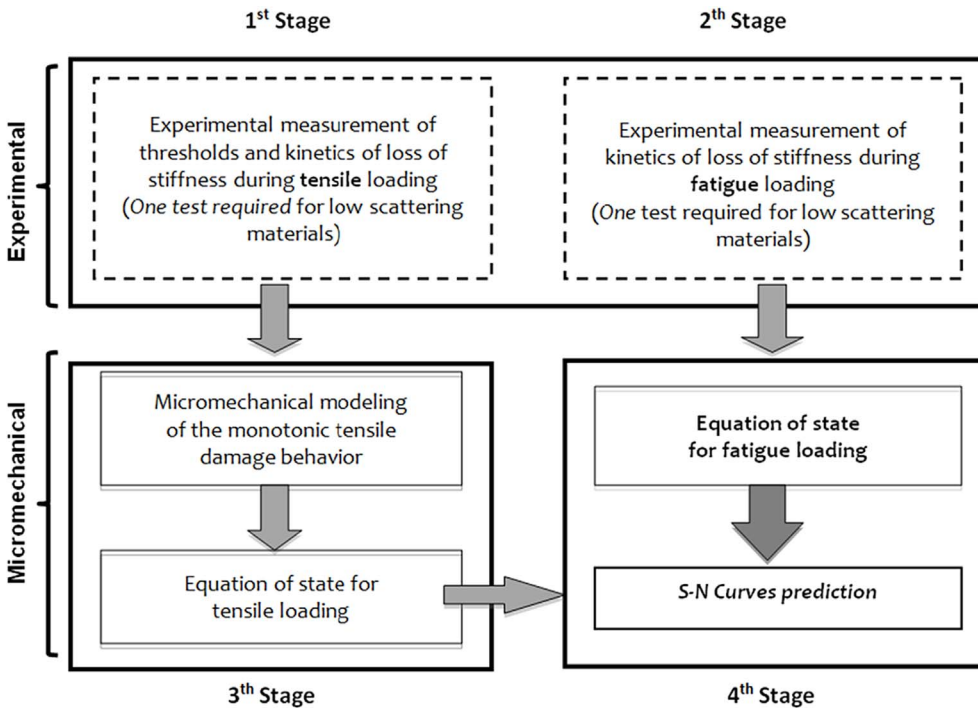 1st Stage
2th Stage
Experimental
Experimental measurement of
thresholds and kinetics of loss of
stiffness during tensile loading
(One test required for low scattering
materials)
Experimental measurement of
kinetics of loss of stiffness during
fatigue loading
(One test required for low scattering
materials)
Micromechanical
Micromechanical modeling
of the monotonic tensile
damage behavior
Equation of state for
tensile loading
Equation of state
for fatigue loading
S-N Curves prediction
3th Stage
4th Stage